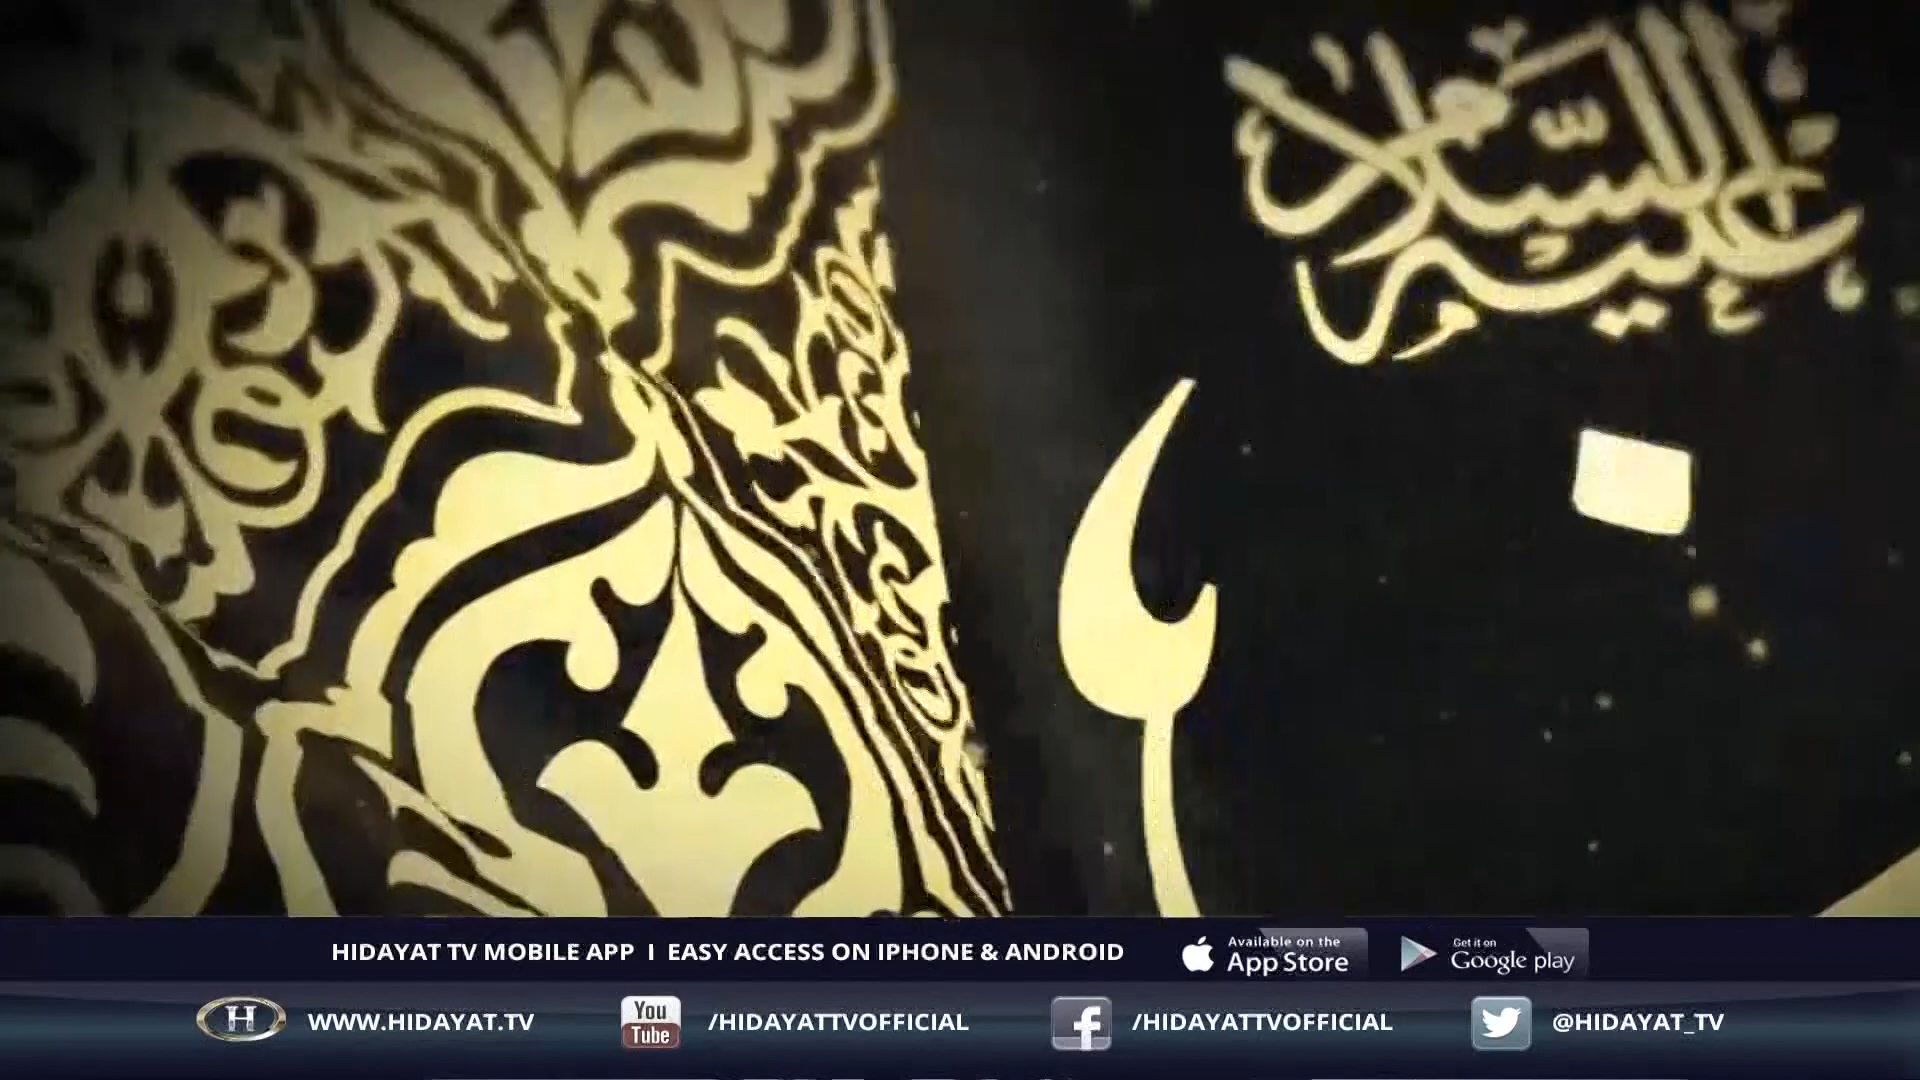 عليه السلام
HIDAYAT TV MOBILE APP I EASY ACCESS ON IPHONE & ANDROID
Available on the
App Store
Get it on
Google play
H
WWW.HIDAYAT.TV
You
Tube
/HIDAYATTVOFFICIAL
f
/HIDAYATTVOFFICIAL
@HIDAYAT_TV